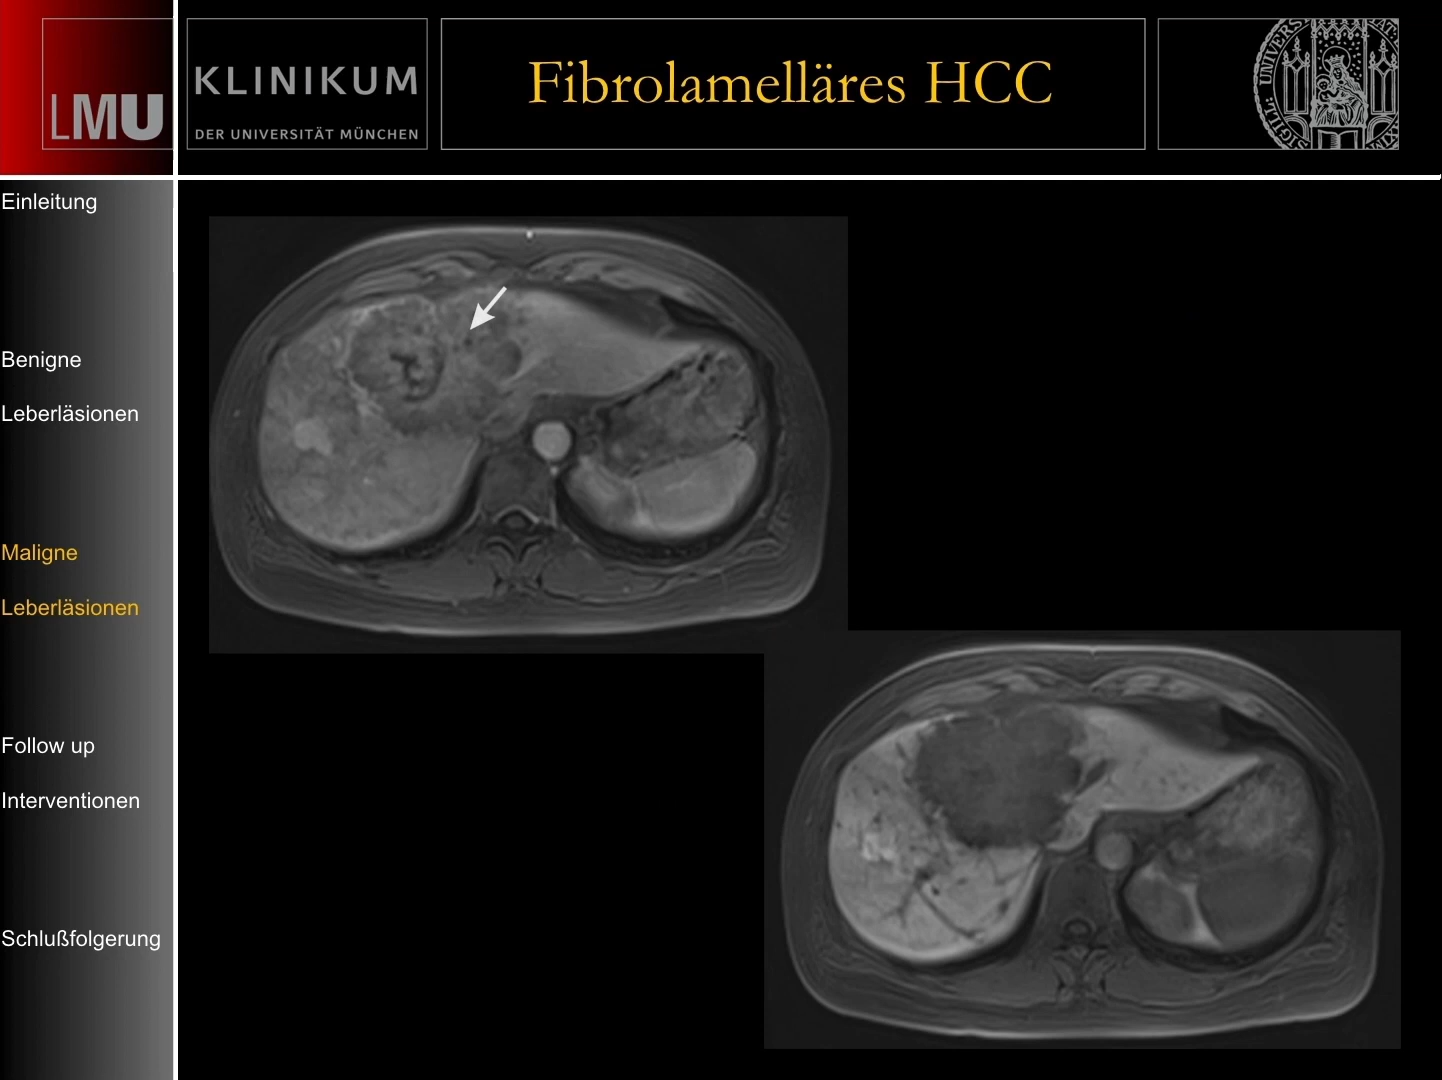 LMU
KLINIKUM
DER UNIVERSITÄT MÜNCHEN
Fibrolamelläres HCC
Einleitung
Benigne
Leberläsionen
Maligne
Leberläsionen
Follow up
Interventionen
Schlußfolgerung